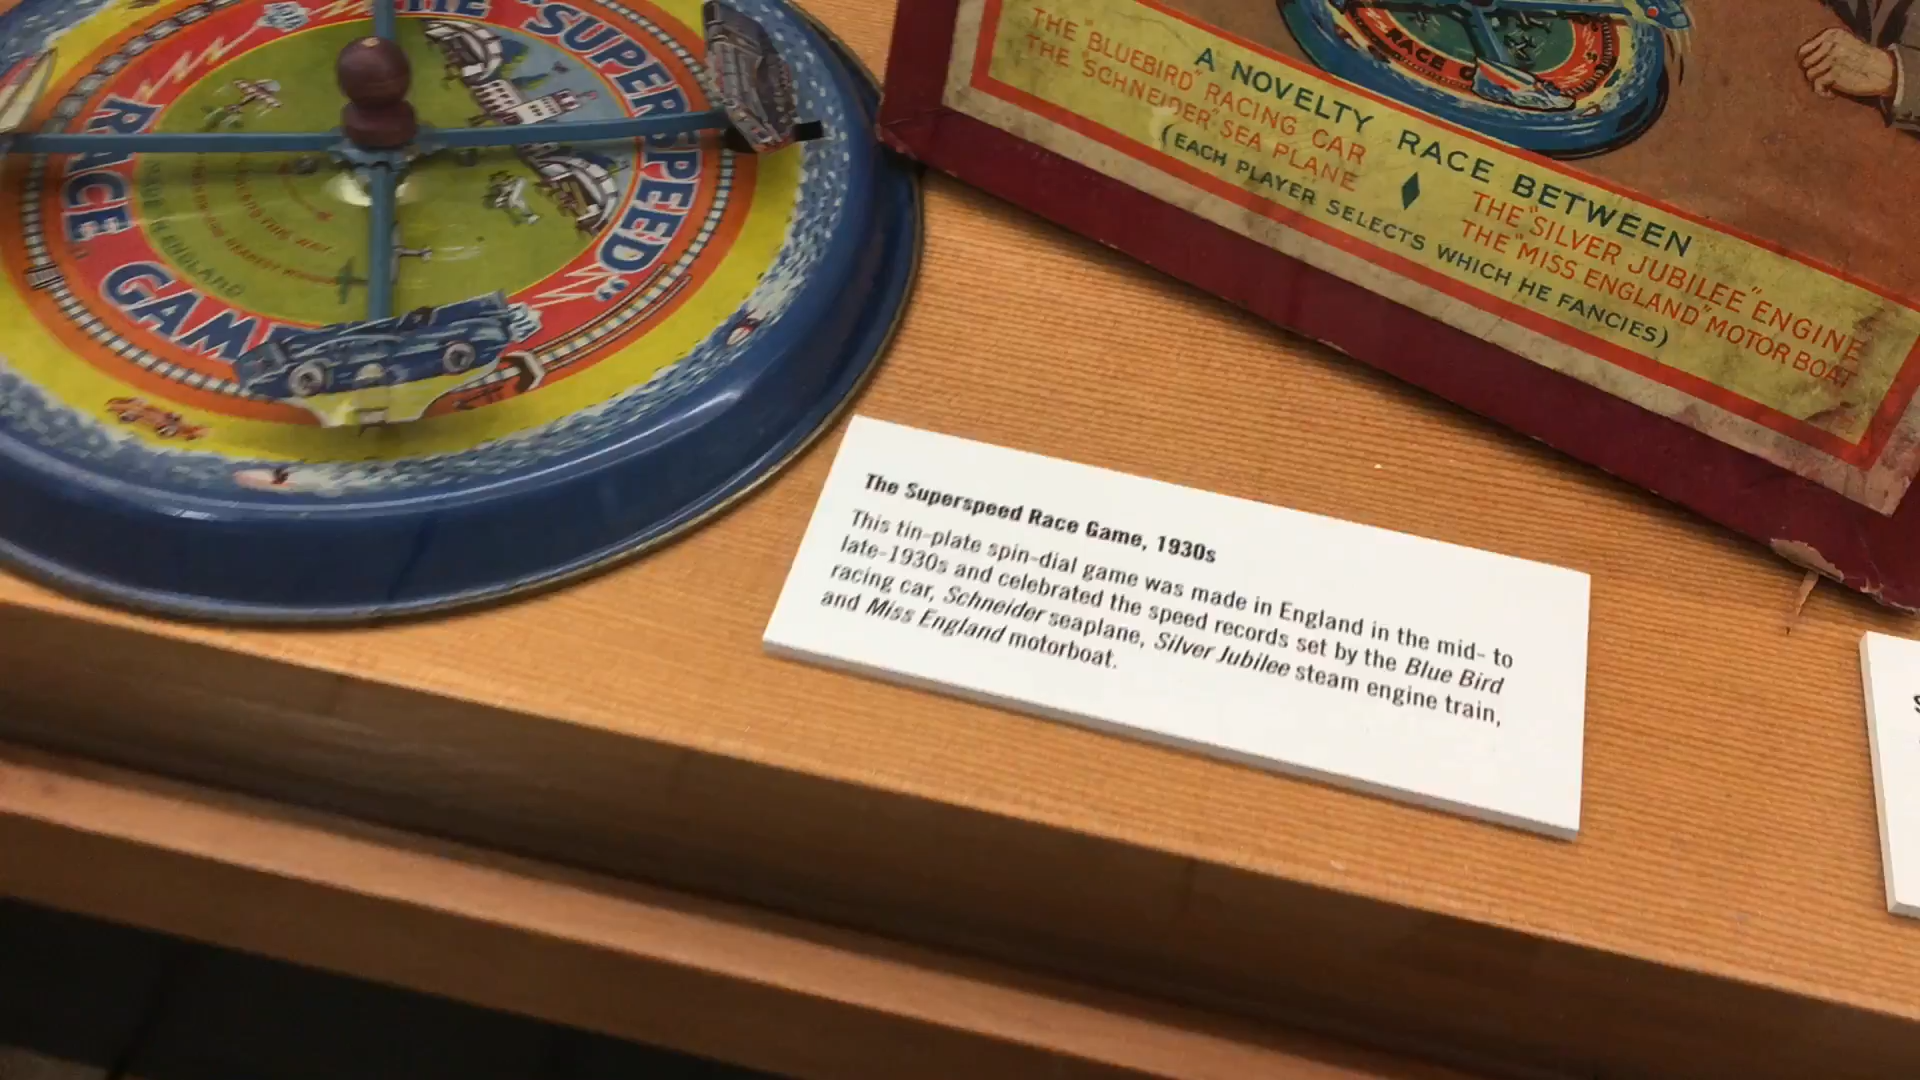 THE "SUPER SPEED" RACE GAME
MADE IN ENGLAND
A NOVELTY RACE BETWEEN
THE "BLUEBIRD" RACING CAR
THE "SCHNEIDER" SEA PLANE
THE "SILVER JUBILEE" ENGINE
THE "MISS ENGLAND" MOTOR BOAT
(EACH PLAYER SELECTS WHICH HE FANCIES)
The Superspeed Race Game, 1930s
This tin-plate spin-dial game was made in England in the mid- to
late-1930s and celebrated the speed records set by the Blue Bird
racing car, Schneider seaplane, Silver Jubilee steam engine train,
and Miss England motorboat.